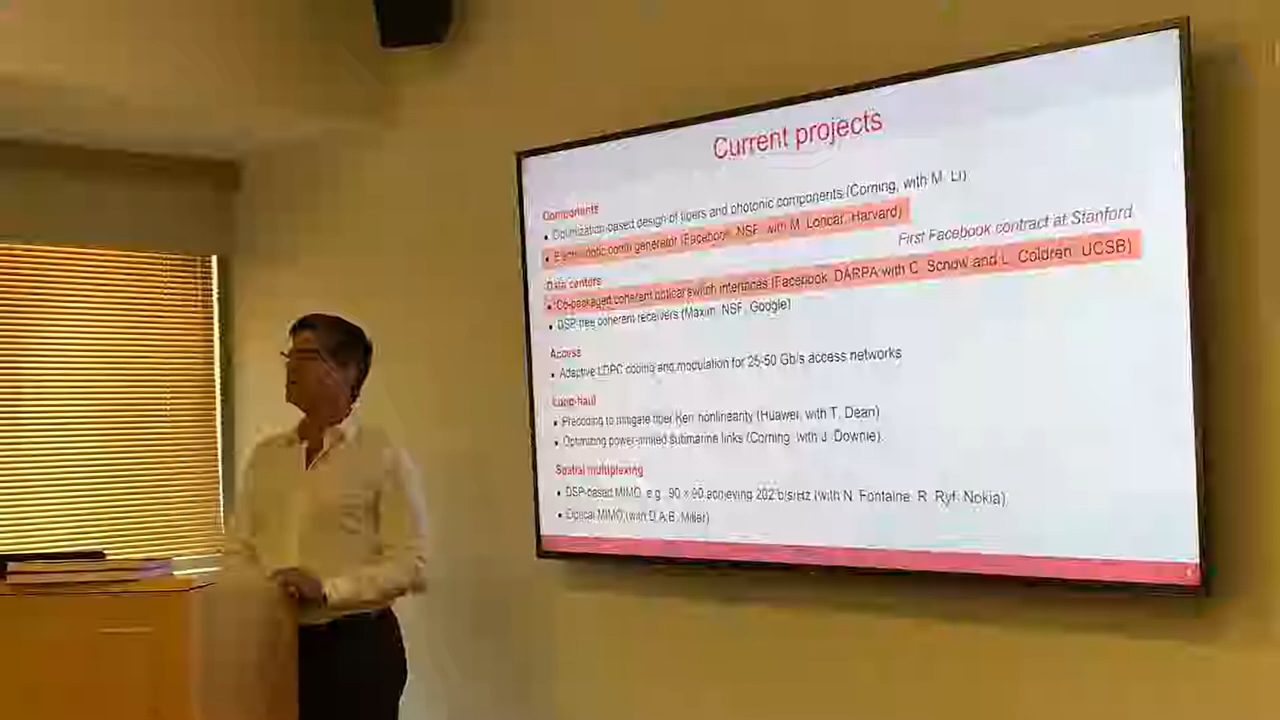 Current projects
Components
• Optimization-based design of fibers and photonic components (Corning, with M. Li)
• Electro-optic comb generator (Facebook, NSF, with M. Loncar, Harvard)
First Facebook contract at Stanford
Data centers
• Co-packaged coherent optical switch interfaces (Facebook, DARPA with C. Schow and L. Coldren, UCSB)
• DSP-free coherent receivers (Maxim, NSF, Google)
Access
• Adaptive LDPC coding and modulation for 25-50 Gb/s access networks
Long-haul
• Precoding to mitigate fiber Kerr nonlinearity (Huawei, with T. Dean)
• Optimizing power-limited submarine links (Corning, with J. Downie)
Spatial multiplexing
• DSP-based MIMO, e.g., 90 × 90 achieving 202 b/s/Hz (with N. Fontaine, R. Ryf, Nokia)
• Optical MIMO (with D.A.B. Miller)